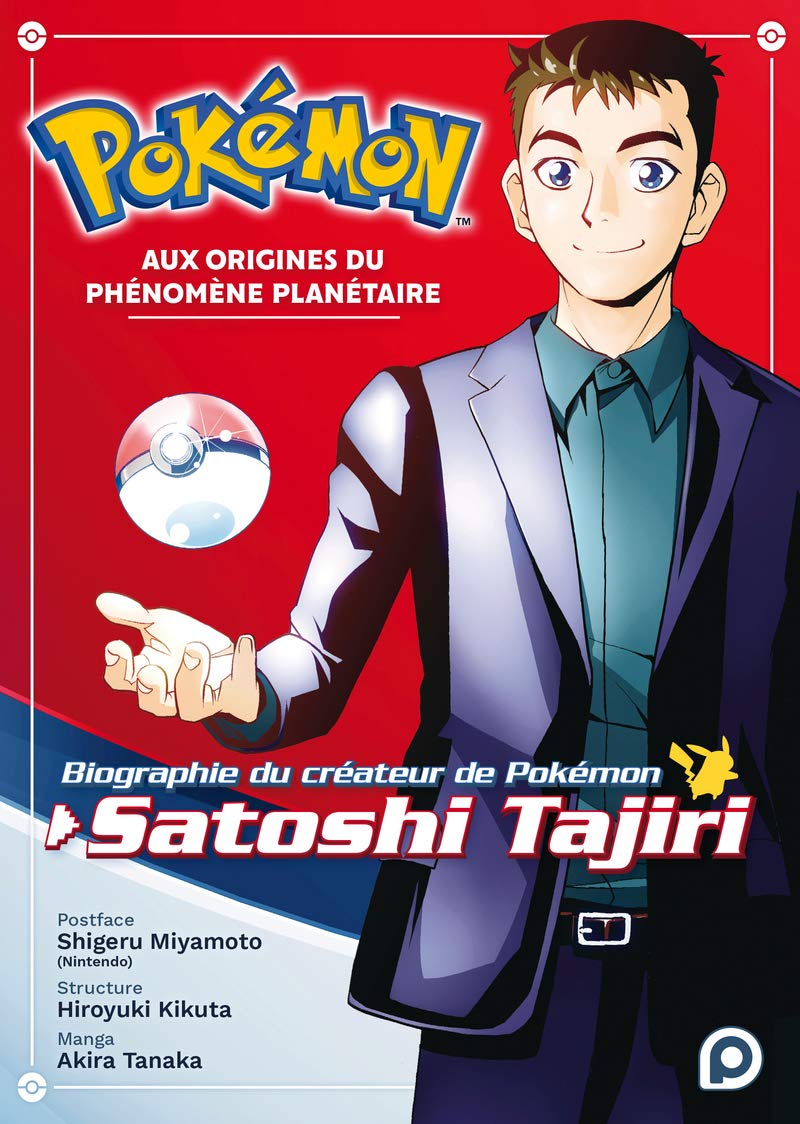 POKÉMON
TM
AUX ORIGINES DU
PHÉNOMÈNE PLANÉTAIRE
Biographie du créateur de Pokémon
Satoshi Tajiri
Postface
Shigeru Miyamoto
(Nintendo)
Structure
Hiroyuki Kikuta
Manga
Akira Tanaka